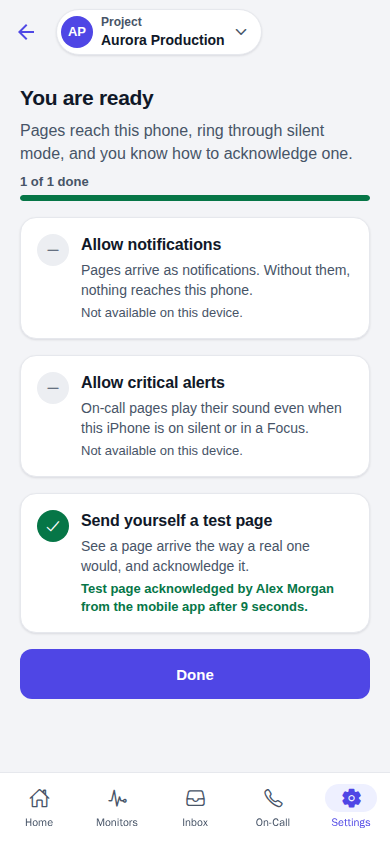 Project
AP
Aurora Production
You are ready
Pages reach this phone, ring through silent
mode, and you know how to acknowledge one.
1 of 1 done
Allow notifications
Pages arrive as notifications. Without them,
nothing reaches this phone.
Not available on this device.
Allow critical alerts
On-call pages play their sound even when
this iPhone is on silent or in a Focus.
Not available on this device.
Send yourself a test page
See a page arrive the way a real one
would, and acknowledge it.
Test page acknowledged by Alex Morgan
from the mobile app after 9 seconds.
Done
Home
Monitors
Inbox
On-Call
Settings